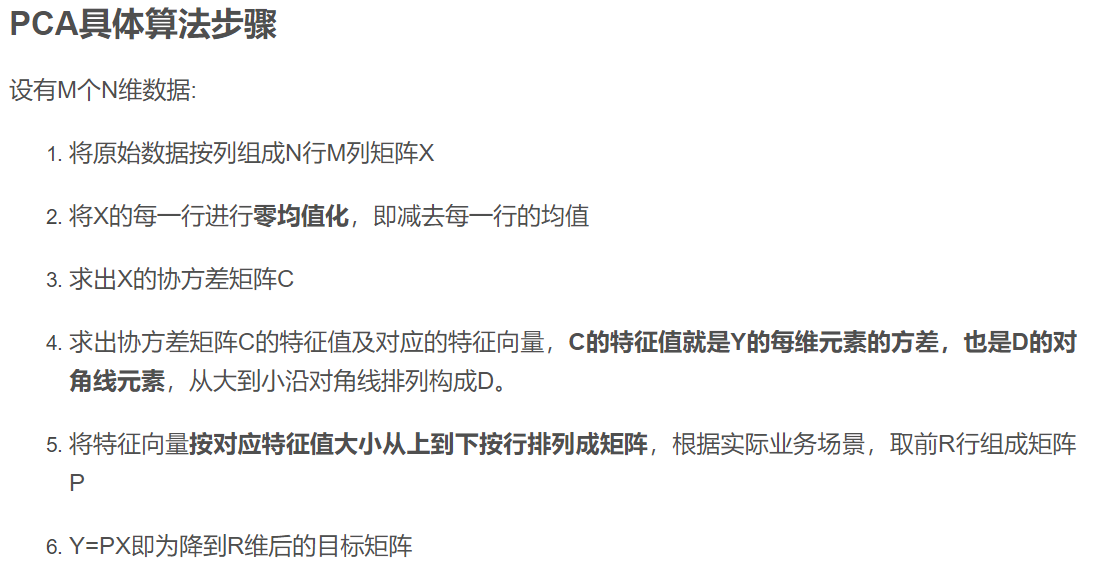 PCA具体算法步骤
设有M个N维数据:
1. 将原始数据按列组成N行M列矩阵X
2. 将X的每一行进行零均值化，即减去每一行的均值
3. 求出X的协方差矩阵C
4. 求出协方差矩阵C的特征值及对应的特征向量，C的特征值就是Y的每维元素的方差，也是D的对
角线元素，从大到小沿对角线排列构成D。
5. 将特征向量按对应特征值大小从上到下按行排列成矩阵，根据实际业务场景，取前R行组成矩阵
P
6. Y=PX即为降到R维后的目标矩阵